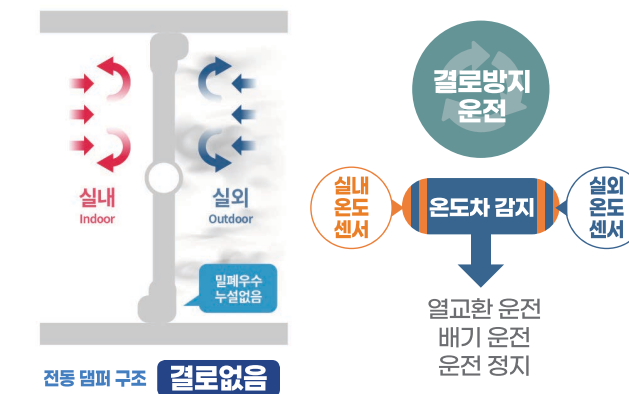 실내
Indoor
실외
Outdoor
밀폐우수
누설없음
전동 댐퍼 구조
결로없음
결로방지
운전
실내
온도
센서
온도차 감지
실외
온도
센서
열교환 운전
배기 운전
운전 정지